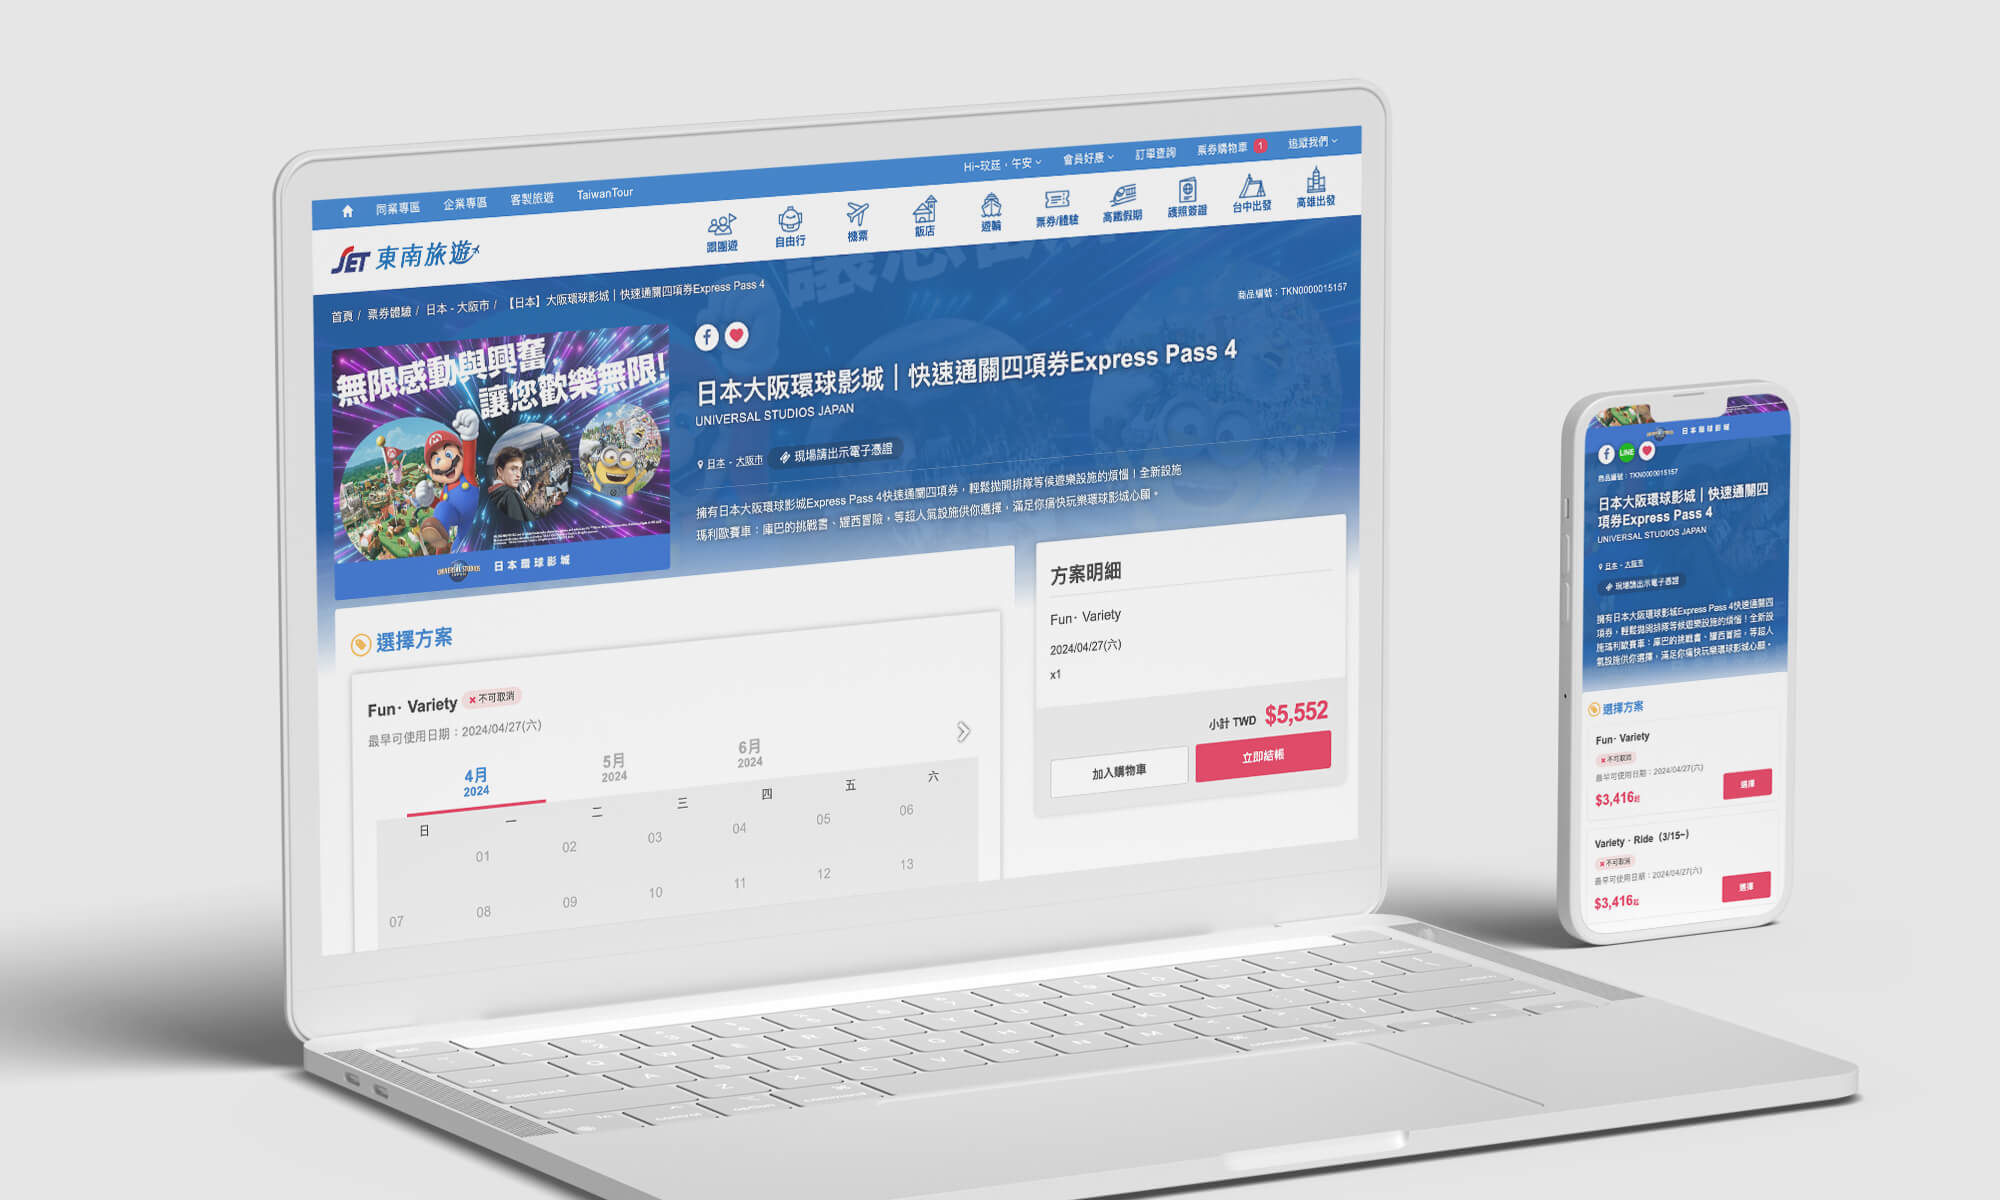 同業專區 企業專區 客製旅遊 TaiwanTour
Hi~玟廷，午安 會員好康 訂單查詢 票券購物車 1 追蹤我們
SET 東南旅遊
跟團遊 自由行 機票 飯店 遊輪 票券/體驗 高鐵假期 護照簽證 台中出發 高雄出發
首頁 / 票券體驗 / 日本 - 大阪市 / 【日本】大阪環球影城｜快速通關四項券Express Pass 4
商品編號：TKN0000015157
無限感動與興奮
讓您歡樂無限!
UNIVERSAL STUDIOS JAPAN 日本環球影城
日本大阪環球影城｜快速通關四項券Express Pass 4
UNIVERSAL STUDIOS JAPAN
日本 - 大阪市 現場請出示電子憑證
擁有日本大阪環球影城Express Pass 4快速通關四項券，輕鬆拋開排隊等候遊樂設施的煩惱！全新設施
瑪利歐賽車：庫巴的挑戰書、耀西冒險，等超人氣設施供你選擇，滿足你痛快玩樂環球影城心願。
選擇方案
Fun· Variety 不可取消
最早可使用日期：2024/04/27(六)
4月 5月 6月
2024 2024 2024
日 一 二 三 四 五 六
01 02 03 04 05 06
07 08 09 10 11 12 13
方案明細
Fun· Variety
2024/04/27(六)
x1
小計 TWD $5,552
加入購物車 立即結帳
日本環球影城
LINE
商品編號：TKN0000015157
日本大阪環球影城｜快速通關四
項券Express Pass 4
UNIVERSAL STUDIOS JAPAN
日本 - 大阪市
現場請出示電子憑證
擁有日本大阪環球影城Express Pass 4快速通關四
項券，輕鬆拋開排隊等候遊樂設施的煩惱！全新設
施瑪利歐賽車：庫巴的挑戰書、耀西冒險，等超人
氣設施供你選擇，滿足你痛快玩樂環球影城心願。
選擇方案
Fun· Variety
不可取消
最早可使用日期：2024/04/27(六)
$3,416起 選擇
Variety · Ride（3/15~）
不可取消
最早可使用日期：2024/04/27(六)
$3,416起 選擇